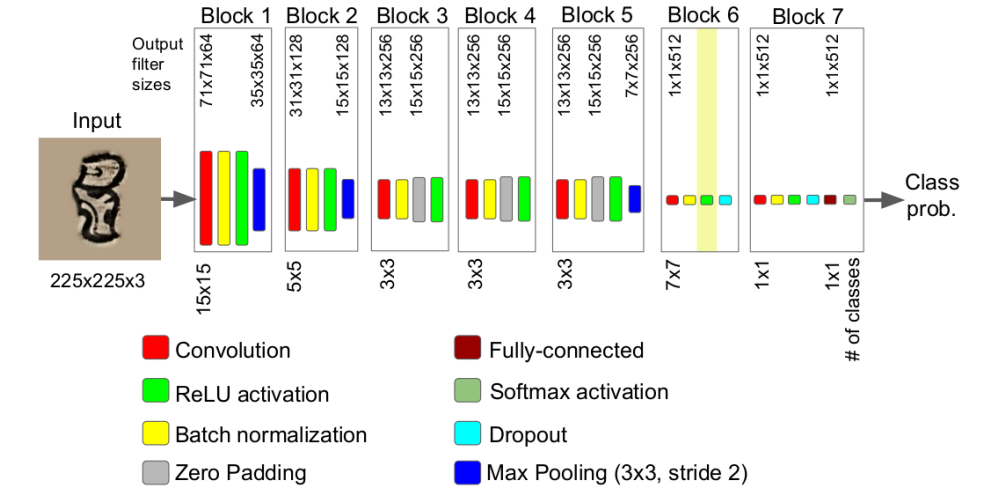 Block 1 Block 2 Block 3 Block 4 Block 5 Block 6 Block 7
Output
filter
sizes
71x71x64
35x35x64
31x31x128
15x15x128
13x13x256
15x15x256
13x13x256
15x15x256
13x13x256
15x15x256
7x7x256
1x1x512
1x1x512
1x1x512
Input
225x225x3
Class
prob.
15x15
5x5
3x3
3x3
3x3
7x7
1x1
1x1
# of classes
Convolution
ReLU activation
Batch normalization
Zero Padding
Fully-connected
Softmax activation
Dropout
Max Pooling (3x3, stride 2)